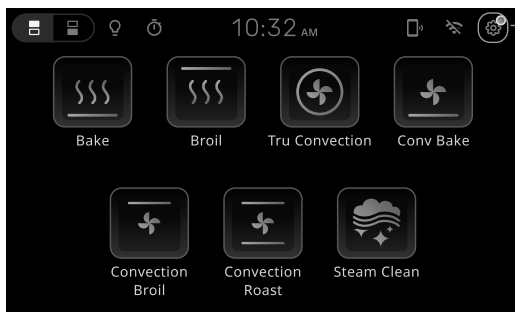 10:32 AM
Bake
Broil
Tru Convection
Conv Bake
Convection
Broil
Convection
Roast
Steam Clean